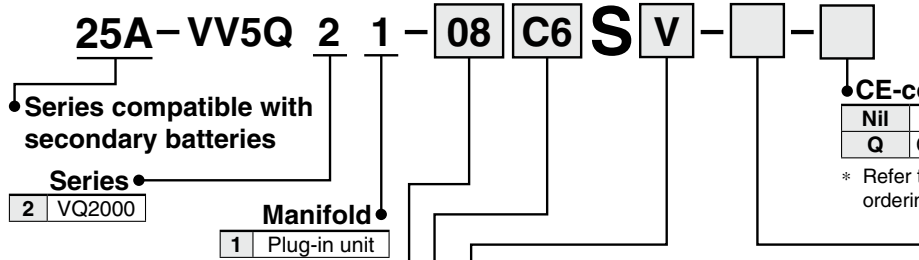 25A-VV5Q 2 1 - 08 C6 S V - -
Series compatible with
secondary batteries
Series
2 VQ2000
Manifold
1 Plug-in unit
Nil
Q
* Refer